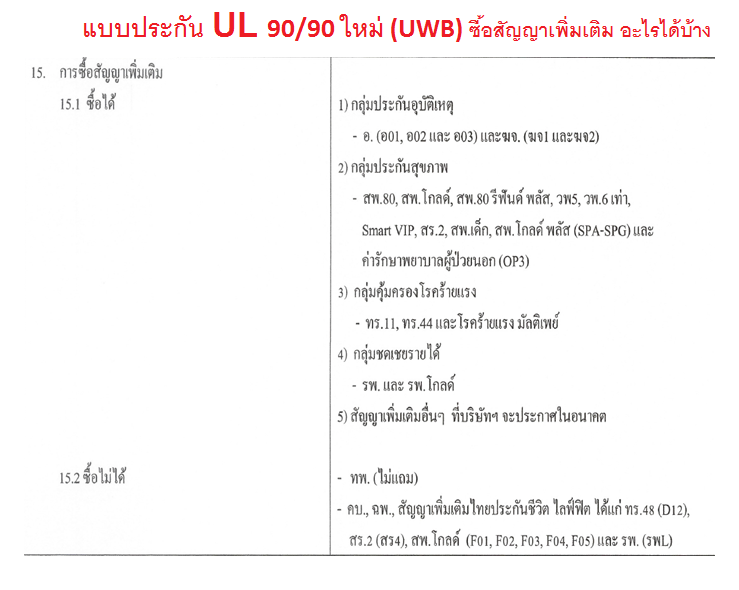 แบบประกัน UL 90/90 ใหม่ (UWB) ซื้อสัญญาเพิ่มเติม อะไรได้บ้าง
15. การซื้อสัญญาเพิ่มเติม
15.1 ซื้อได้
1) กลุ่มประกันอุบัติเหตุ
- อ. (อ01, อ02 และ อ03) และฆจ. (ฆจ1 และฆจ2)
2) กลุ่มประกันสุขภาพ
- สพ.80, สพ.โกลด์, สพ.80 รีฟันด์ พลัส, วพ5, วพ.6 เท่า,
Smart VIP, สร.2, สพ.เด็ก, สพ.โกลด์ พลัส (SPA-SPG) และ
ค่ารักษาพยาบาลผู้ป่วยนอก (OP3)
3) กลุ่มคุ้มครองโรคร้ายแรง
- ทร.11, ทร.44 และโรคร้ายแรง มัลติเพย์
4) กลุ่มชดเชยรายได้
- รพ. และ รพ.โกลด์
5) สัญญาเพิ่มเติมอื่นๆ ที่บริษัทฯ จะประกาศในอนาคต
15.2 ซื้อไม่ได้
- ทพ. (ไม่แถม)
- คบ., ฉพ., สัญญาเพิ่มเติมไทยประกันชีวิต ไลฟ์ฟิต ได้แก่ ทร.48 (D12),
สร.2 (สร4), สพ.โกลด์ (F01, F02, F03, F04, F05) และ รพ. (รพL)